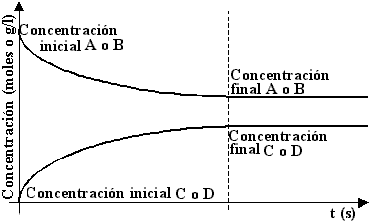 Concentración (moles o g/l)
Concentración
inicial A o B
Concentración
final A o B
Concentración
final C o D
Concentración inicial C o D
t (s)